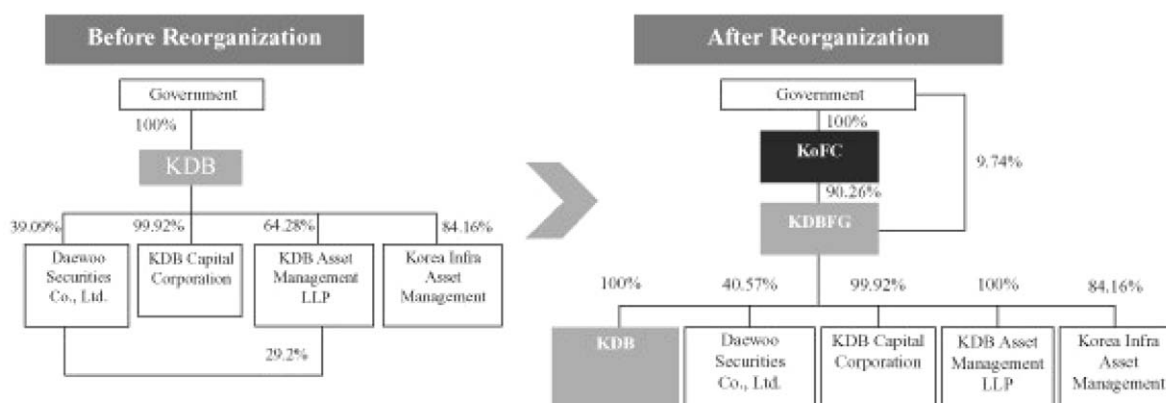 Before Reorganization
Government
100%
KDB
39.09%
99.92%
64.28%
84.16%
Daewoo
Securities
Co., Ltd.
KDB Capital
Corporation
KDB Asset
Management
LLP
Korea Infra
Asset
Management
29.2%
After Reorganization
Government
100%
KoFC
9.74%
90.26%
KDBFG
100%
40.57%
99.92%
100%
84.16%
KDB
Daewoo
Securities
Co., Ltd.
KDB Capital
Corporation
KDB Asset
Management
LLP
Korea Infra
Asset
Management